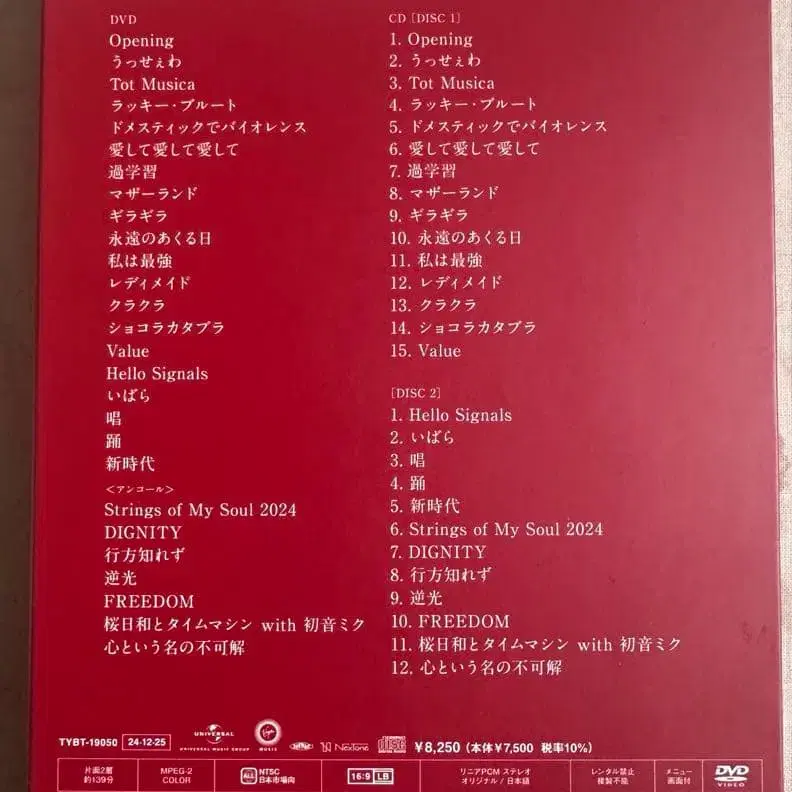 DVD
Opening
うっせぇわ
Tot Musica
ラッキー・ブルート
ドメスティックでバイオレンス
愛して愛して愛して
過学習
マザーランド
ギラギラ
永遠のあくる日
私は最強
レディメイド
クラクラ
ショコラカタブラ
Value
Hello Signals
いばら
唱
踊
新時代
<アンコール>
Strings of My Soul 2024
DIGNITY
行方知れず
逆光
FREEDOM
桜日和とタイムマシン with 初音ミク
心という名の不可解
CD [DISC 1]
1. Opening
2. うっせぇわ
3. Tot Musica
4. ラッキー・ブルート
5. ドメスティックでバイオレンス
6. 愛して愛して愛して
7. 過学習
8. マザーランド
9. ギラギラ
10. 永遠のあくる日
11. 私は最強
12. レディメイド
13. クラクラ
14. ショコラカタブラ
15. Value
[DISC 2]
1. Hello Signals
2. いばら
3. 唱
4. 踊
5. 新時代
6. Strings of My Soul 2024
7. DIGNITY
8. 行方知れず
9. 逆光
10. FREEDOM
11. 桜日和とタイムマシン with 初音ミク
12. 心という名の不可解
TYBT-19050 24-12-25 UNIVERSAL Virgin NexTone disc ¥8,250 (本体¥7,500 税率10%)
UNIVERSAL MUSIC GROUP MUSIC
片面2層 MPEG-2 ALL NTSC 16:9 LB リニアPCM ステレオ レンタル禁止 メニュー DVD
約139分 COLOR 日本市場向 オリジナル / 日本語 複製不能 画面付 VIDEO